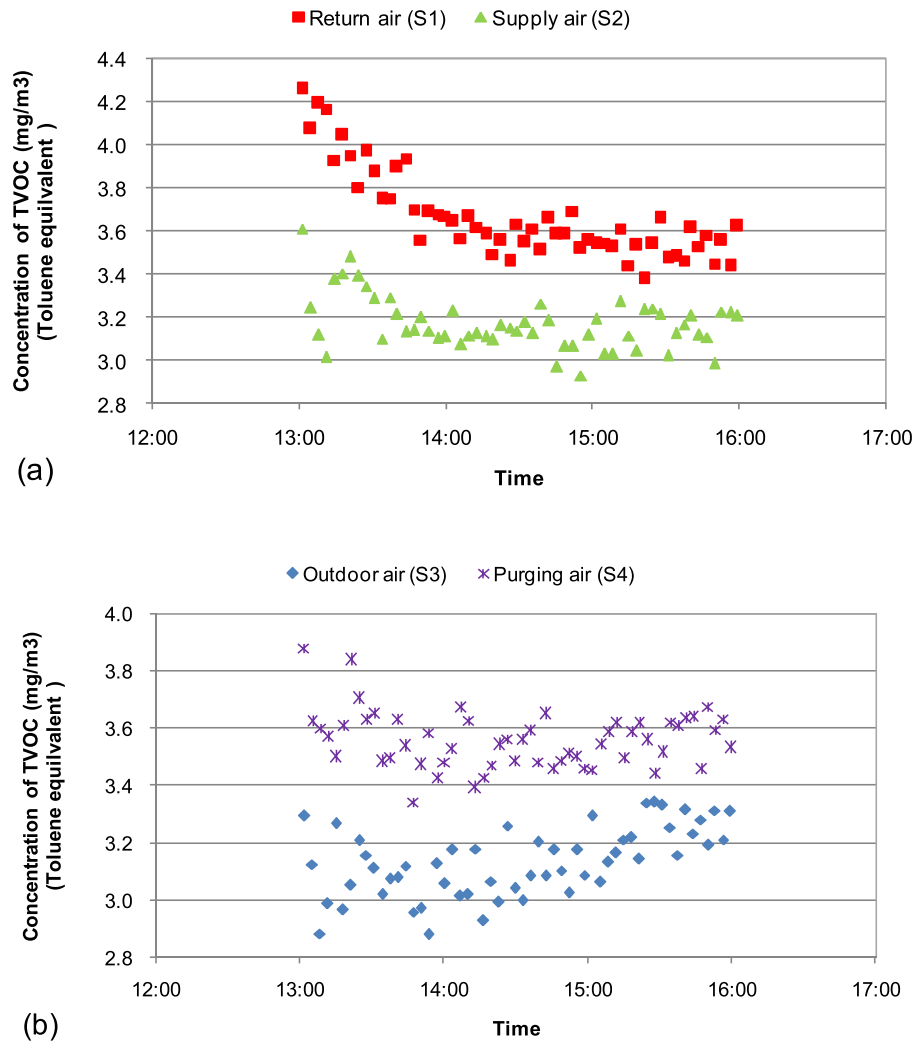 Return air (S1) Supply air (S2)
4.4
4.2
4.0
3.8
3.6
3.4
3.2
3.0
2.8
12:00 13:00 14:00 15:00 16:00 17:00
Concentration of TVOC (mg/m3)
(Toluene equilvalent )
Time
(a)
Outdoor air (S3) Purging air (S4)
4.0
3.8
3.6
3.4
3.2
3.0
2.8
12:00 13:00 14:00 15:00 16:00 17:00
Concentration of TVOC (mg/m3)
(Toluene equilvalent )
Time
(b)